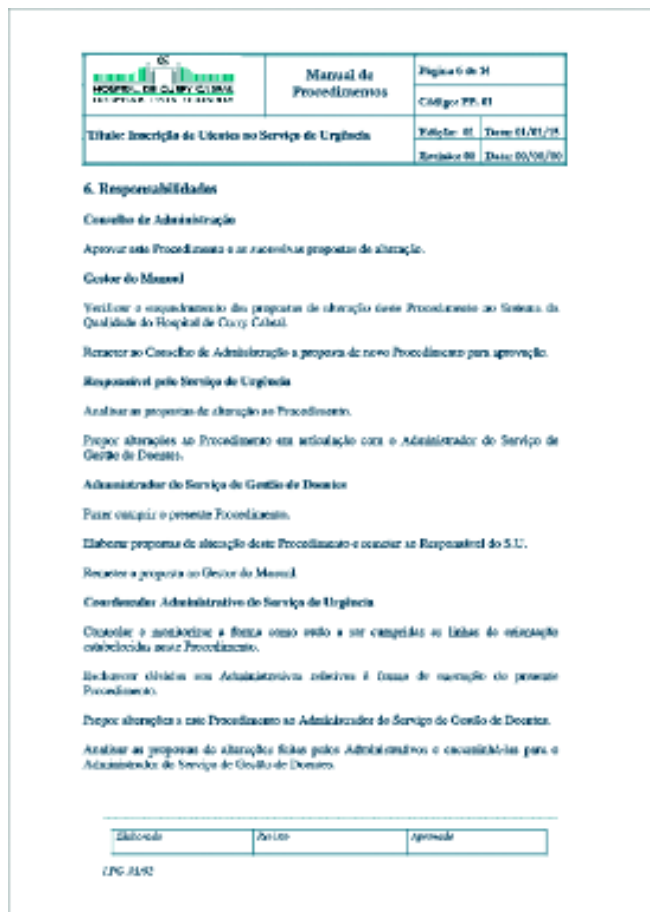 HOSPITAL DE CURRY CABRAL
Manual de
Procedimentos
Página 6 de 14
Título: Inscrição de Utentes no Serviço de Urgência
Edição: 01
Revisão: 00 Data: 00/00/00
6. Responsabilidades
Conselho de Administração
Aprovar este Procedimento e as sucessivas propostas de alteração.
Gestor do Manual
Verificar o enquadramento das propostas de alteração deste Procedimento ao Sistema da
Qualidade do Hospital de Curry Cabral.
Remeter ao Conselho de Administração a proposta de novo Procedimento para aprovação.
Responsável pelo Serviço de Urgência
Analisar as propostas de alteração ao Procedimento.
Propor alterações ao Procedimento em articulação com o Administrador do Serviço de
Gestão de Doentes.
Administrador do Serviço de Gestão de Doentes
Fazer cumprir o presente Procedimento.
Elaborar propostas de alteração deste Procedimento e remeter ao Responsável do S.U.
Remeter a proposta ao Gestor do Manual
Coordenador Administrativo do Serviço de Urgência
Controlar e monitorizar a forma como estão a ser cumpridas as linhas de orientação
estabelecidas neste Procedimento.
Esclarecer dúvidas aos Administrativos relativas à forma de execução do presente
Procedimento.
Propor alterações a este Procedimento ao Administrador do Serviço de Gestão de Doentes.
Analisar as propostas de alterações feitas pelos Administrativos e encaminhá-las para o
Administrador do Serviço de Gestão de Doentes.
Elaborado Revisto Aprovado